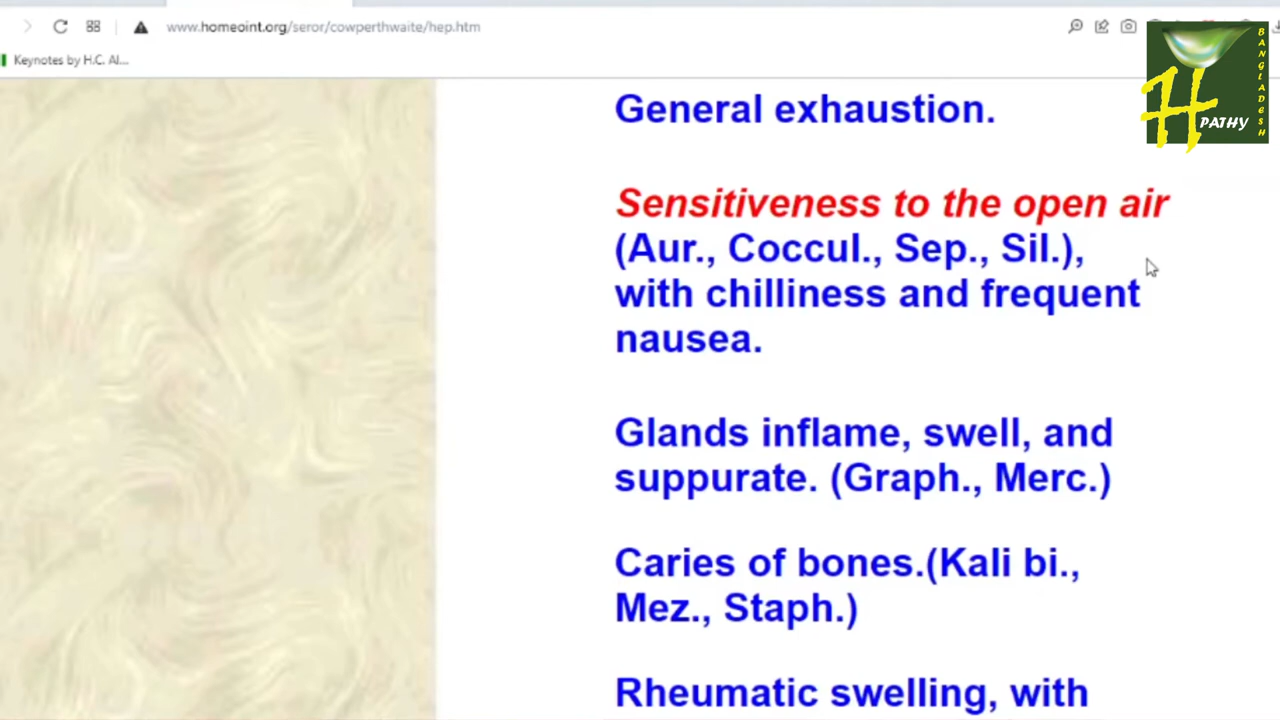 www.homeoint.org/seror/cowperthwaite/hep.htm
Keynotes by H.C. Al...
BANGLADESH
H
PATHY
General exhaustion.
Sensitiveness to the open air
(Aur., Coccul., Sep., Sil.),
with chilliness and frequent
nausea.
Glands inflame, swell, and
suppurate. (Graph., Merc.)
Caries of bones.(Kali bi.,
Mez., Staph.)
Rheumatic swelling, with